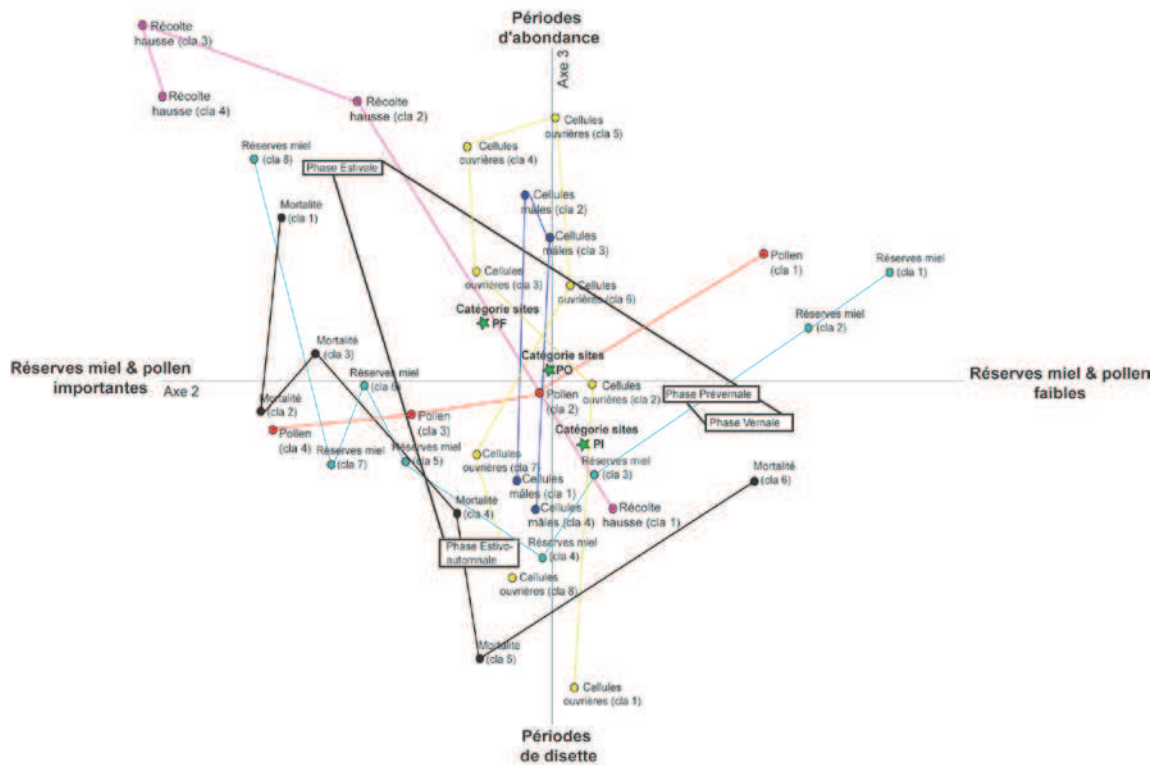 Périodes
d'abondance
Axe 3
Récolte
hausse (cla 3)
Récolte
hausse (cla 4)
Récolte
hausse (cla 2)
Cellules
ouvrières (cla 5)
Cellules
ouvrières (cla 4)
Réserves miel
(cla 8)
Phase Estivale
Cellules
mâles (cla 2)
Mortalité
(cla 1)
Cellules
mâles (cla 3)
Pollen
(cla 1)
Réserves miel
(cla 1)
Cellules
ouvrières (cla 3)
Cellules
ouvrières (cla 6)
Catégorie sites
PF
Réserves miel
(cla 2)
Mortalité
(cla 3)
Catégorie sites
PO
Réserves miel & pollen
importantes
Axe 2
Réserves miel
(cla 6)
Cellules
ouvrières (cla 2)
Phase Prévernale
Réserves miel & pollen
faibles
Mortalité
(cla 2)
Pollen
(cla 2)
Pollen
(cla 3)
Phase Vernale
Pollen
(cla 4)
Catégorie sites
PI
Réserves miel
(cla 7)
Réserves miel
(cla 5)
Cellules
ouvrières (cla 7)
Réserves miel
(cla 3)
Mortalité
(cla 6)
Cellules
mâles (cla 1)
Mortalité
(cla 4)
Cellules
mâles (cla 4)
Récolte
hausse (cla 1)
Phase Estivo-
automnale
Réserves miel
(cla 4)
Cellules
ouvrières (cla 8)
Mortalité
(cla 5)
Cellules
ouvrières (cla 1)
Périodes
de disette